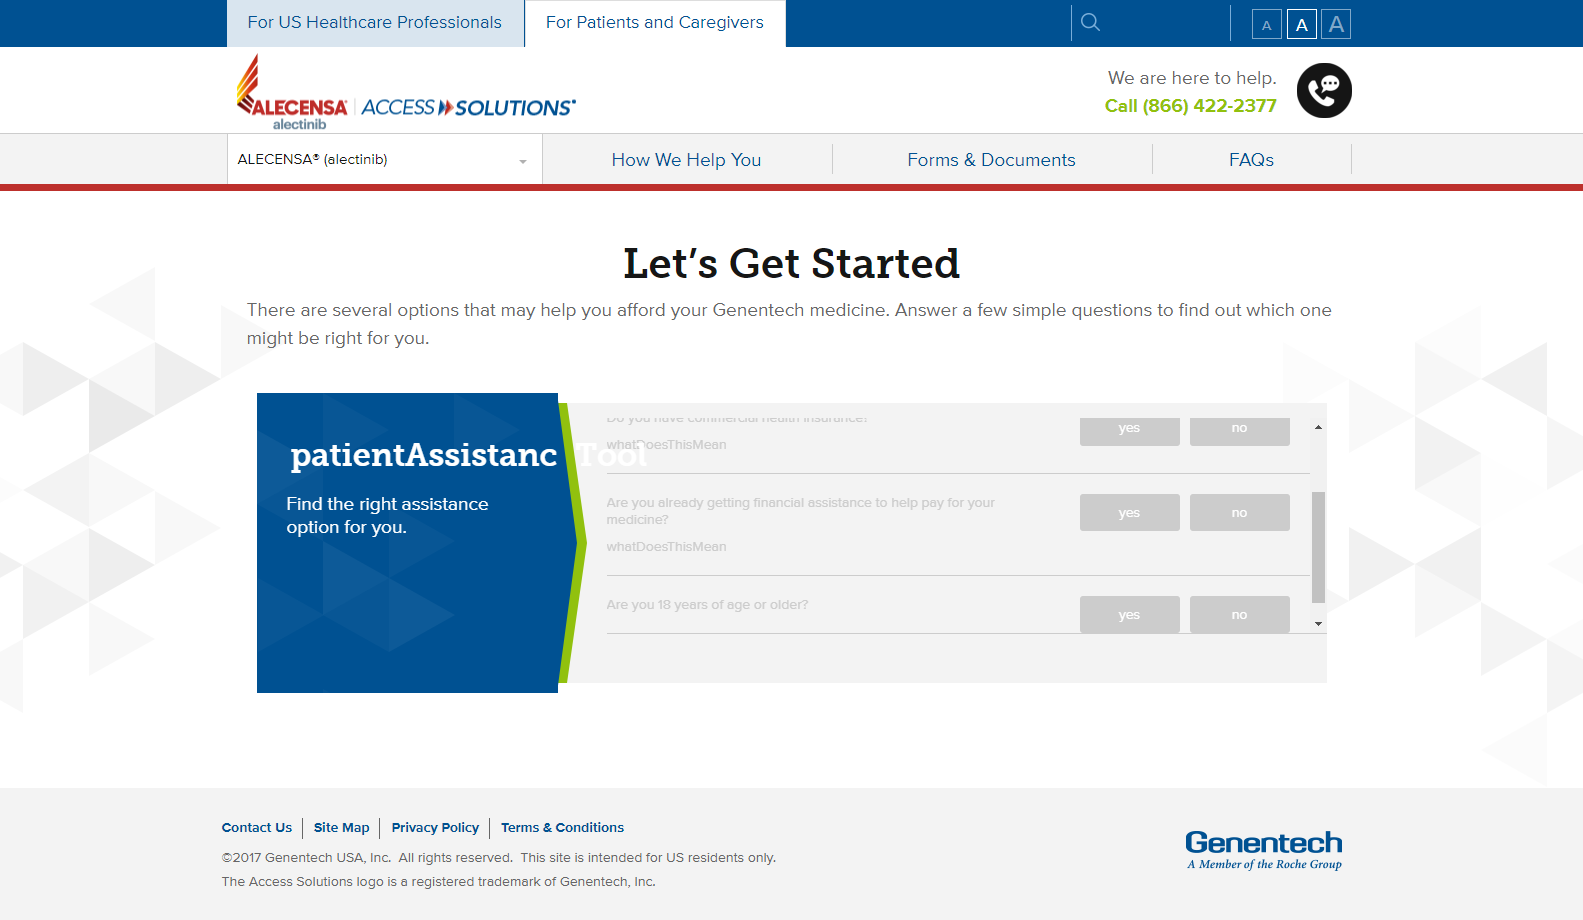 For US Healthcare Professionals
For Patients and Caregivers
A A A
ALECENSA®
alectinib
ACCESS SOLUTIONS®
We are here to help.
Call (866) 422-2377
ALECENSA® (alectinib)
How We Help You
Forms & Documents
FAQs
Let's Get Started
There are several options that may help you afford your Genentech medicine. Answer a few simple questions to find out which one
might be right for you.
patientAssistanc Tool
Find the right assistance
option for you.
Do you have commercial health insurance?
whatDoesThisMean
yes no
Are you already getting financial assistance to help pay for your
medicine?
whatDoesThisMean
yes no
Are you 18 years of age or older?
yes no
Contact Us
Site Map
Privacy Policy
Terms & Conditions
©2017 Genentech USA, Inc. All rights reserved. This site is intended for US residents only.
The Access Solutions logo is a registered trademark of Genentech, Inc.
Genentech
A Member of the Roche Group